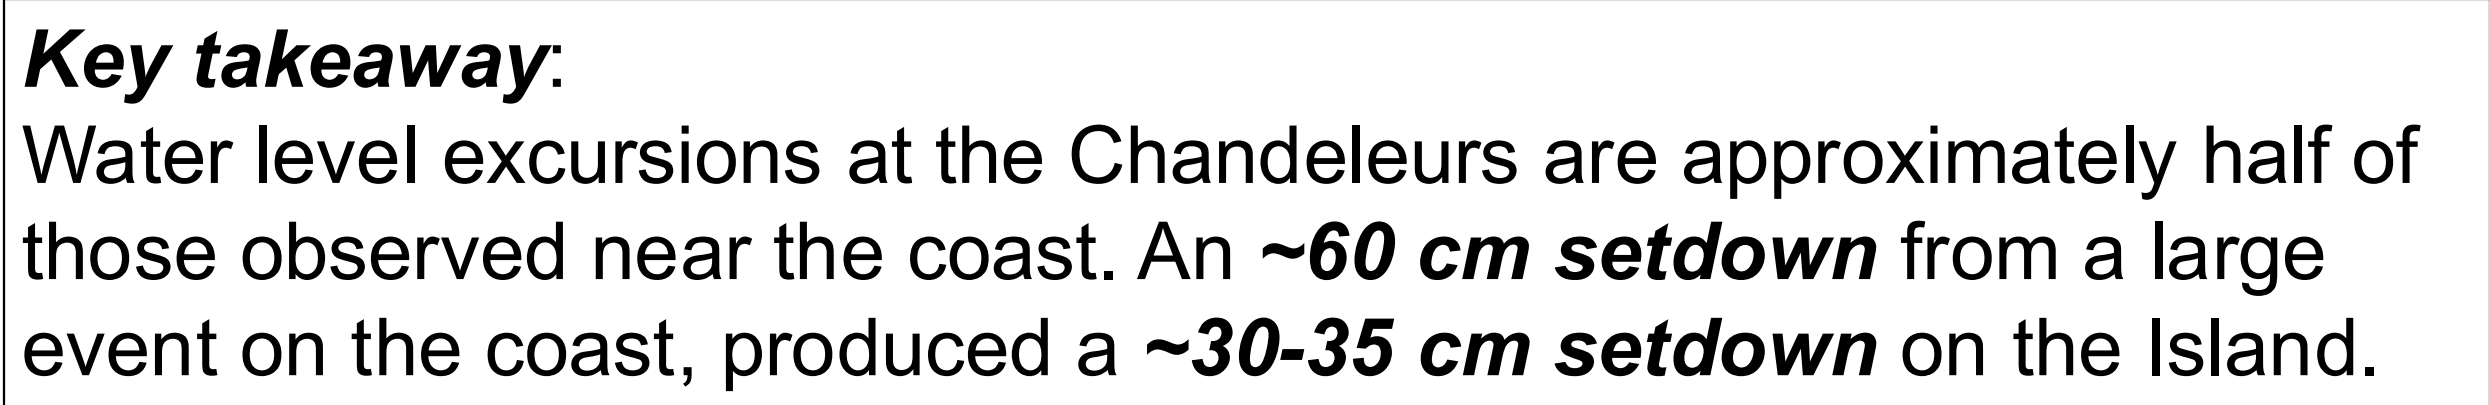 Key takeaway:
Water level excursions at the Chandeleurs are approximately half of
those observed near the coast. An ~60 cm setdown from a large
event on the coast, produced a ~30-35 cm setdown on the Island.